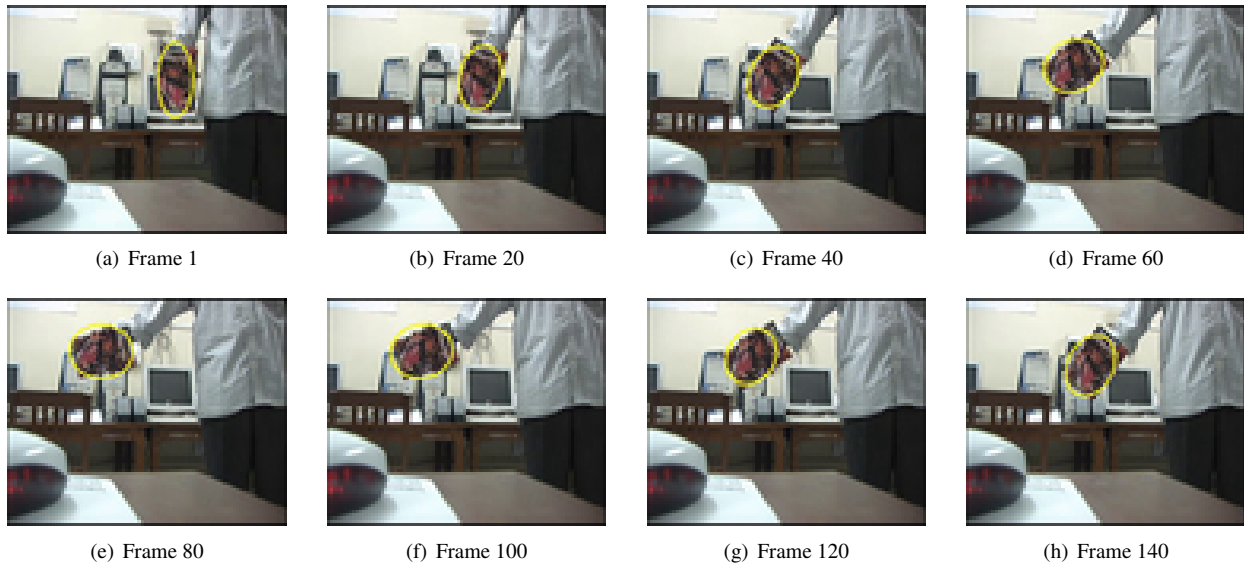 (a) Frame 1
(b) Frame 20
(c) Frame 40
(d) Frame 60
(e) Frame 80
(f) Frame 100
(g) Frame 120
(h) Frame 140